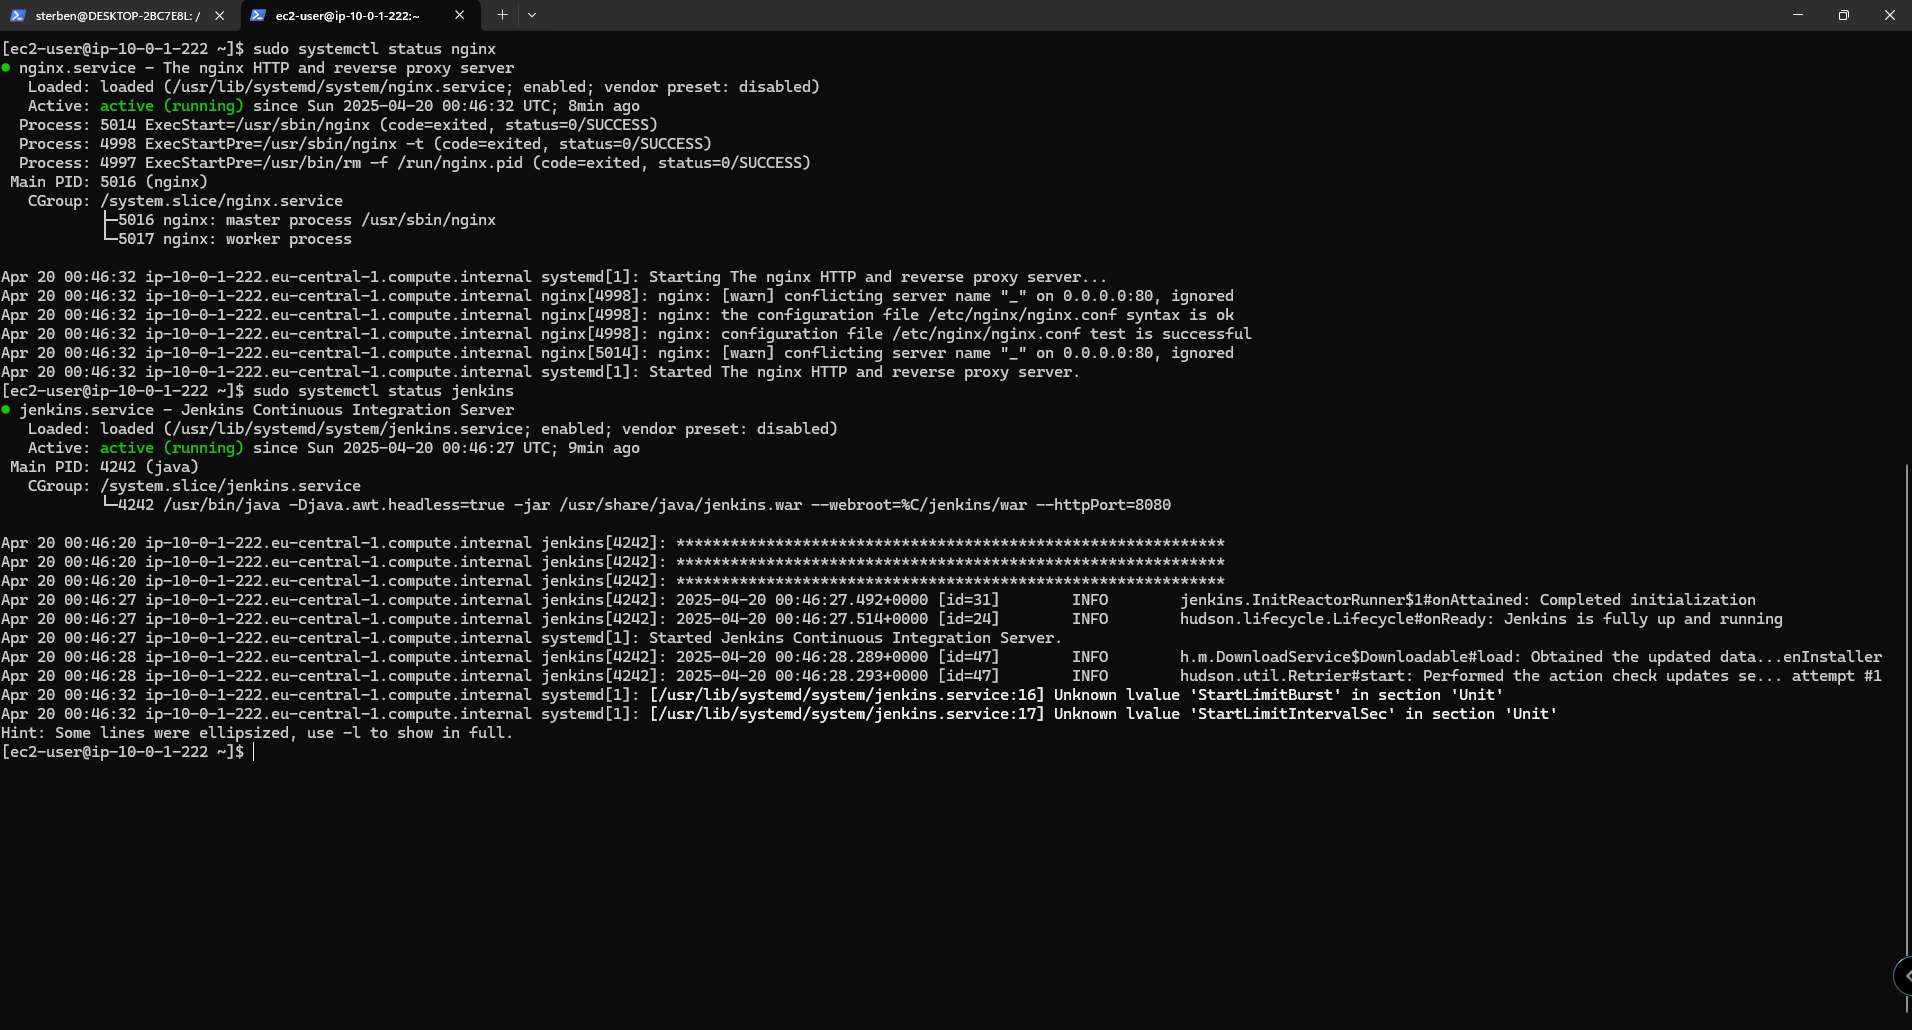 sterben@DESKTOP-2BC7E8L: /
ec2-user@ip-10-0-1-222:~
[ec2-user@ip-10-0-1-222 ~]$ sudo systemctl status nginx
● nginx.service - The nginx HTTP and reverse proxy server
   Loaded: loaded (/usr/lib/systemd/system/nginx.service; enabled; vendor preset: disabled)
   Active: active (running) since Sun 2025-04-20 00:46:32 UTC; 8min ago
  Process: 5014 ExecStart=/usr/sbin/nginx (code=exited, status=0/SUCCESS)
  Process: 4998 ExecStartPre=/usr/sbin/nginx -t (code=exited, status=0/SUCCESS)
  Process: 4997 ExecStartPre=/usr/bin/rm -f /run/nginx.pid (code=exited, status=0/SUCCESS)
 Main PID: 5016 (nginx)
   CGroup: /system.slice/nginx.service
           ├─5016 nginx: master process /usr/sbin/nginx
           └─5017 nginx: worker process
Apr 20 00:46:32 ip-10-0-1-222.eu-central-1.compute.internal systemd[1]: Starting The nginx HTTP and reverse proxy server...
Apr 20 00:46:32 ip-10-0-1-222.eu-central-1.compute.internal nginx[4998]: nginx: [warn] conflicting server name "_" on 0.0.0.0:80, ignored
Apr 20 00:46:32 ip-10-0-1-222.eu-central-1.compute.internal nginx[4998]: nginx: the configuration file /etc/nginx/nginx.conf syntax is ok
Apr 20 00:46:32 ip-10-0-1-222.eu-central-1.compute.internal nginx[4998]: nginx: configuration file /etc/nginx/nginx.conf test is successful
Apr 20 00:46:32 ip-10-0-1-222.eu-central-1.compute.internal nginx[5014]: nginx: [warn] conflicting server name "_" on 0.0.0.0:80, ignored
Apr 20 00:46:32 ip-10-0-1-222.eu-central-1.compute.internal systemd[1]: Started The nginx HTTP and reverse proxy server.
[ec2-user@ip-10-0-1-222 ~]$ sudo systemctl status jenkins
● jenkins.service - Jenkins Continuous Integration Server
   Loaded: loaded (/usr/lib/systemd/system/jenkins.service; enabled; vendor preset: disabled)
   Active: active (running) since Sun 2025-04-20 00:46:27 UTC; 9min ago
 Main PID: 4242 (java)
   CGroup: /system.slice/jenkins.service
           └─4242 /usr/bin/java -Djava.awt.headless=true -jar /usr/share/java/jenkins.war --webroot=%C/jenkins/war --httpPort=8080
Apr 20 00:46:20 ip-10-0-1-222.eu-central-1.compute.internal jenkins[4242]: *************************************************************
Apr 20 00:46:20 ip-10-0-1-222.eu-central-1.compute.internal jenkins[4242]: *************************************************************
Apr 20 00:46:20 ip-10-0-1-222.eu-central-1.compute.internal jenkins[4242]: *************************************************************
Apr 20 00:46:27 ip-10-0-1-222.eu-central-1.compute.internal jenkins[4242]: 2025-04-20 00:46:27.492+0000 [id=31]        INFO        jenkins.InitReactorRunner$1#onAttained: Completed initialization
Apr 20 00:46:27 ip-10-0-1-222.eu-central-1.compute.internal jenkins[4242]: 2025-04-20 00:46:27.514+0000 [id=24]        INFO        hudson.lifecycle.Lifecycle#onReady: Jenkins is fully up and running
Apr 20 00:46:27 ip-10-0-1-222.eu-central-1.compute.internal systemd[1]: Started Jenkins Continuous Integration Server.
Apr 20 00:46:28 ip-10-0-1-222.eu-central-1.compute.internal jenkins[4242]: 2025-04-20 00:46:28.289+0000 [id=47]        INFO        h.m.DownloadService$Downloadable#load: Obtained the updated data...enInstaller
Apr 20 00:46:28 ip-10-0-1-222.eu-central-1.compute.internal jenkins[4242]: 2025-04-20 00:46:28.293+0000 [id=47]        INFO        hudson.util.Retrier#start: Performed the action check updates se... attempt #1
Apr 20 00:46:32 ip-10-0-1-222.eu-central-1.compute.internal systemd[1]: [/usr/lib/systemd/system/jenkins.service:16] Unknown lvalue 'StartLimitBurst' in section 'Unit'
Apr 20 00:46:32 ip-10-0-1-222.eu-central-1.compute.internal systemd[1]: [/usr/lib/systemd/system/jenkins.service:17] Unknown lvalue 'StartLimitIntervalSec' in section 'Unit'
Hint: Some lines were ellipsized, use -l to show in full.
[ec2-user@ip-10-0-1-222 ~]$